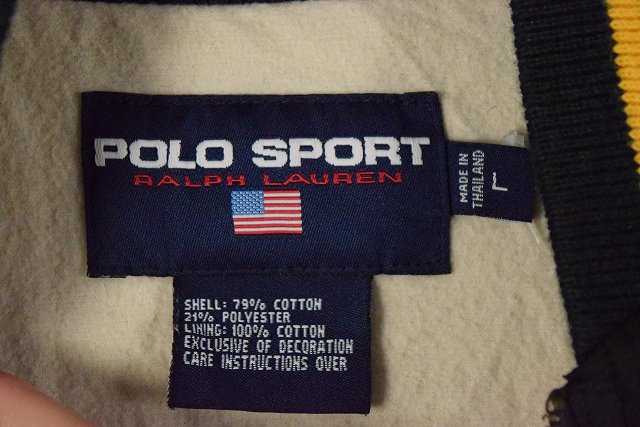 POLO SPORT
RALPH LAUREN
MADE IN
THAILAND
L
SHELL: 79% COTTON
21% POLYESTER
LINING: 100% COTTON
EXCLUSIVE OF DECORATION
CARE INSTRUCTIONS OVER